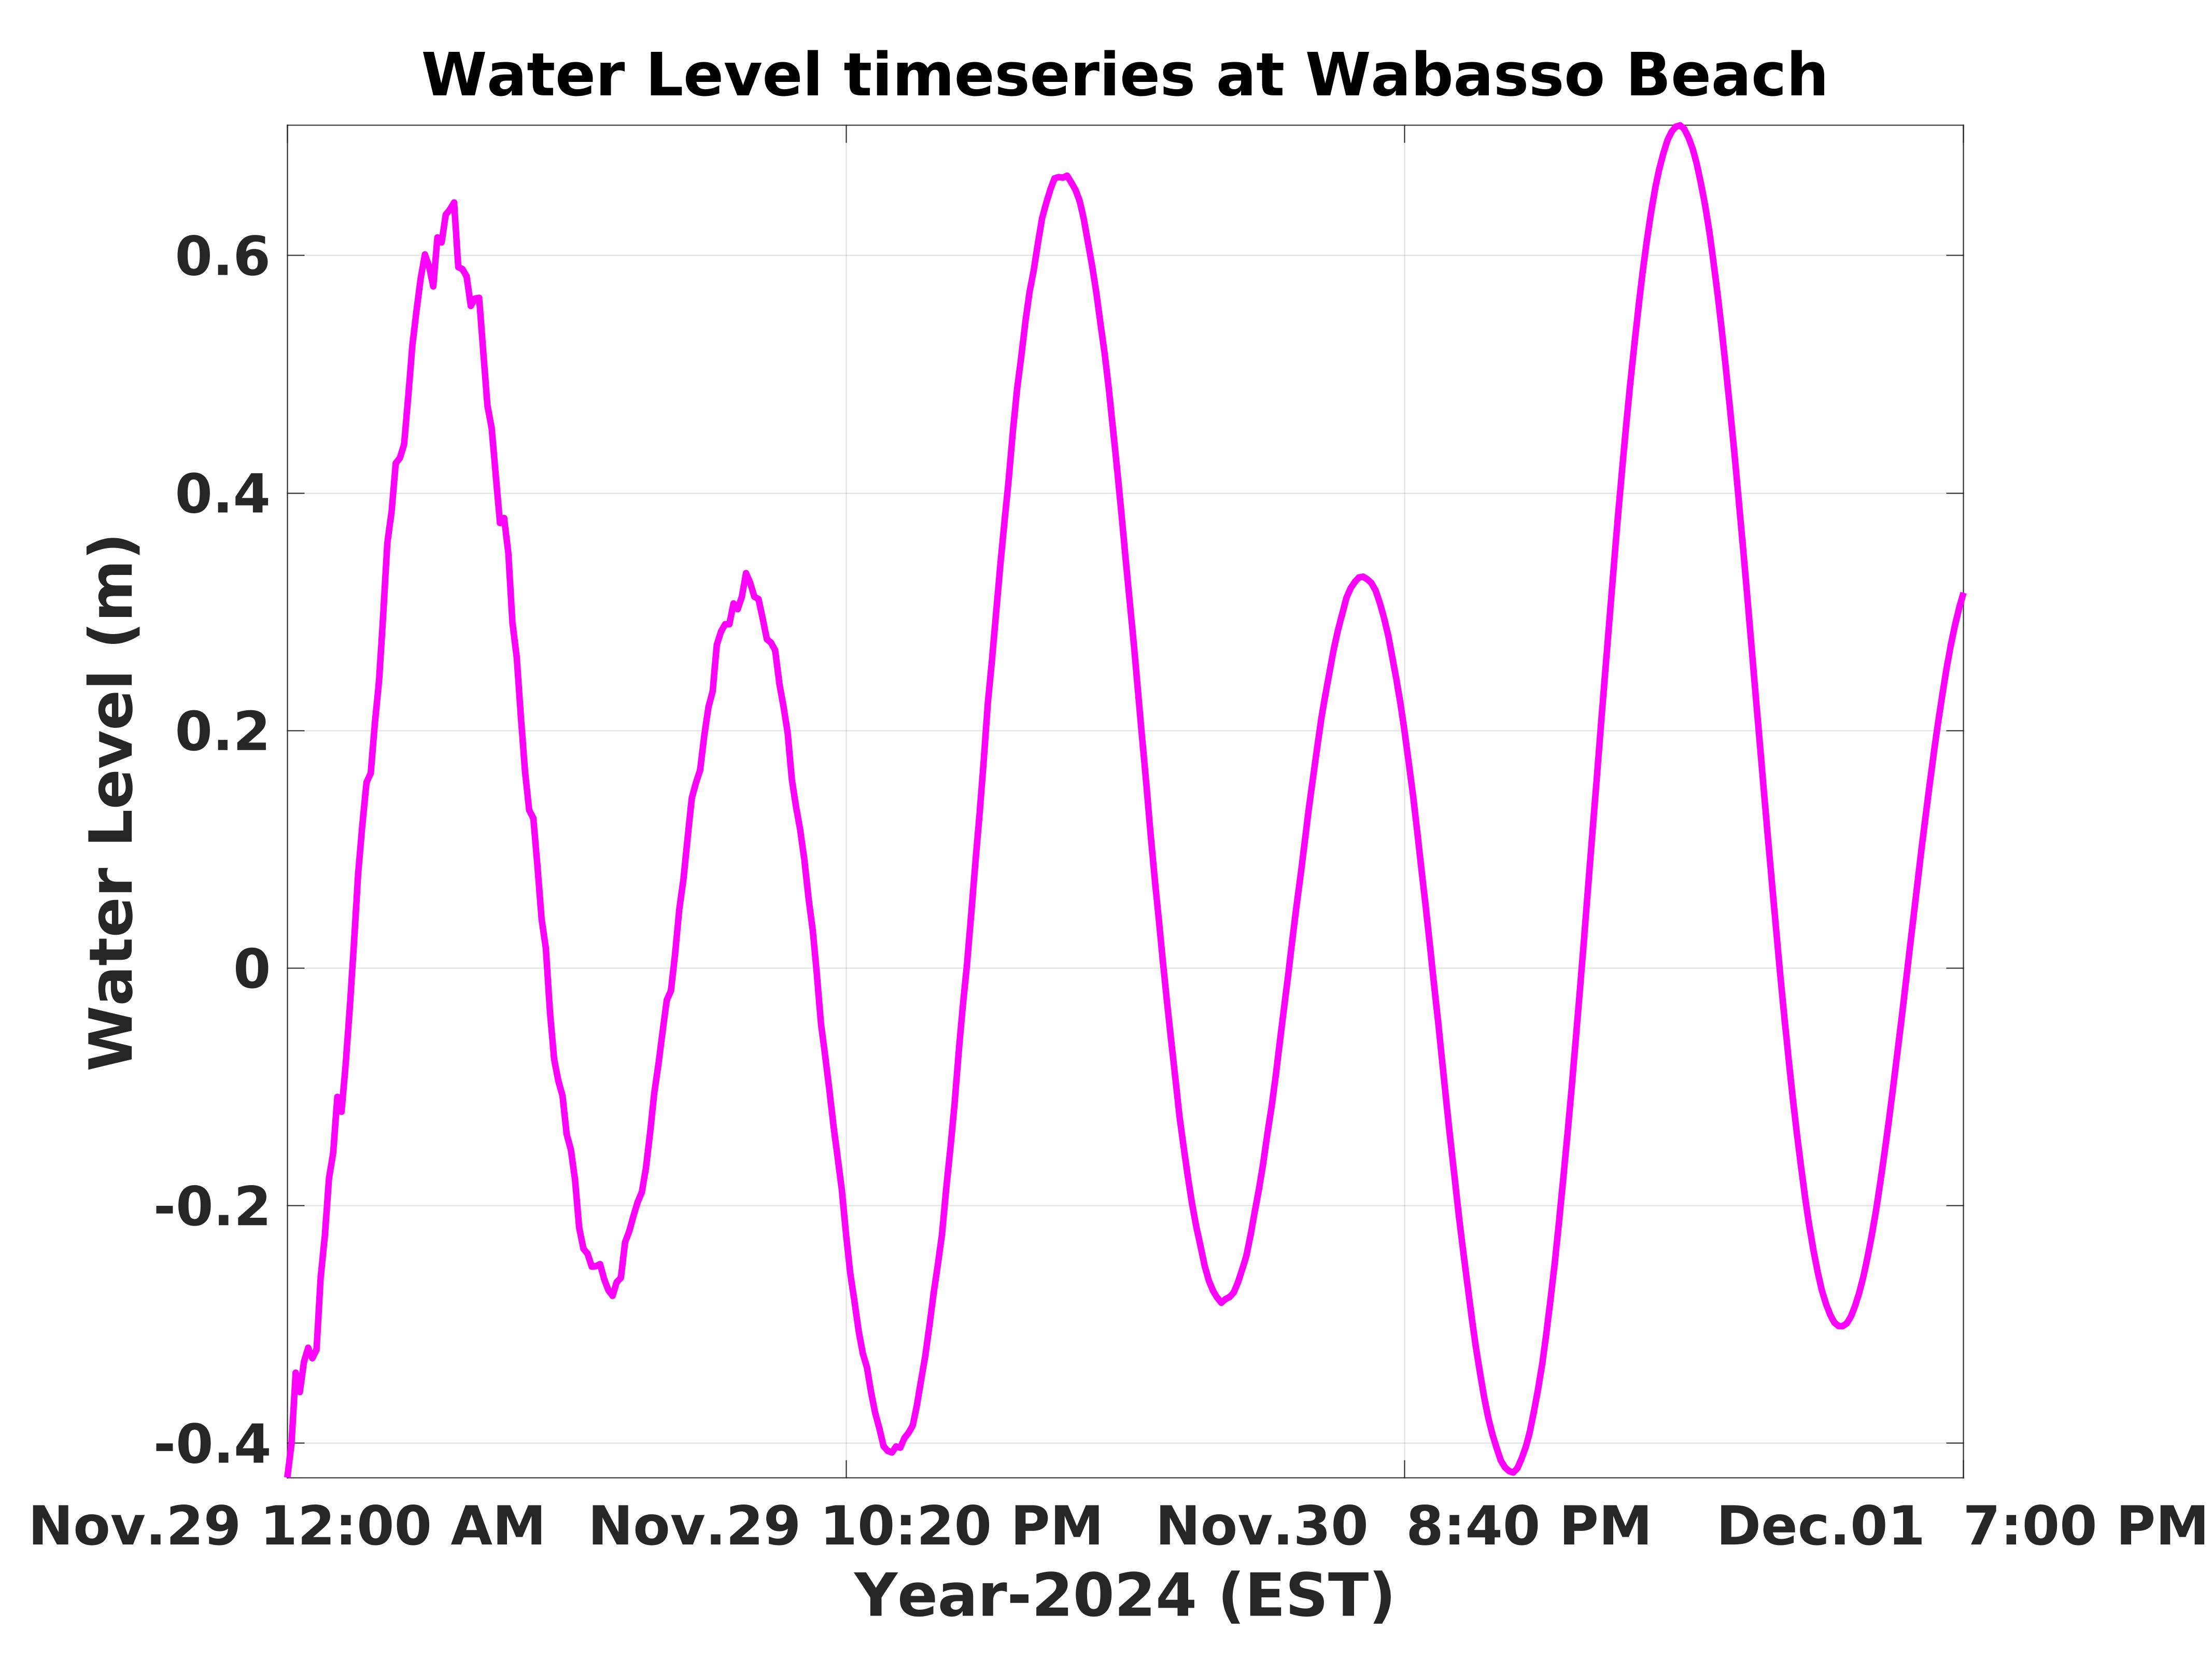 Water Level timeseries at Wabasso Beach
Water Level (m)
0.6
0.4
0.2
0
-0.2
-0.4
Nov.29 12:00 AM Nov.29 10:20 PM Nov.30 8:40 PM Dec.01 7:00 PM
Year-2024 (EST)